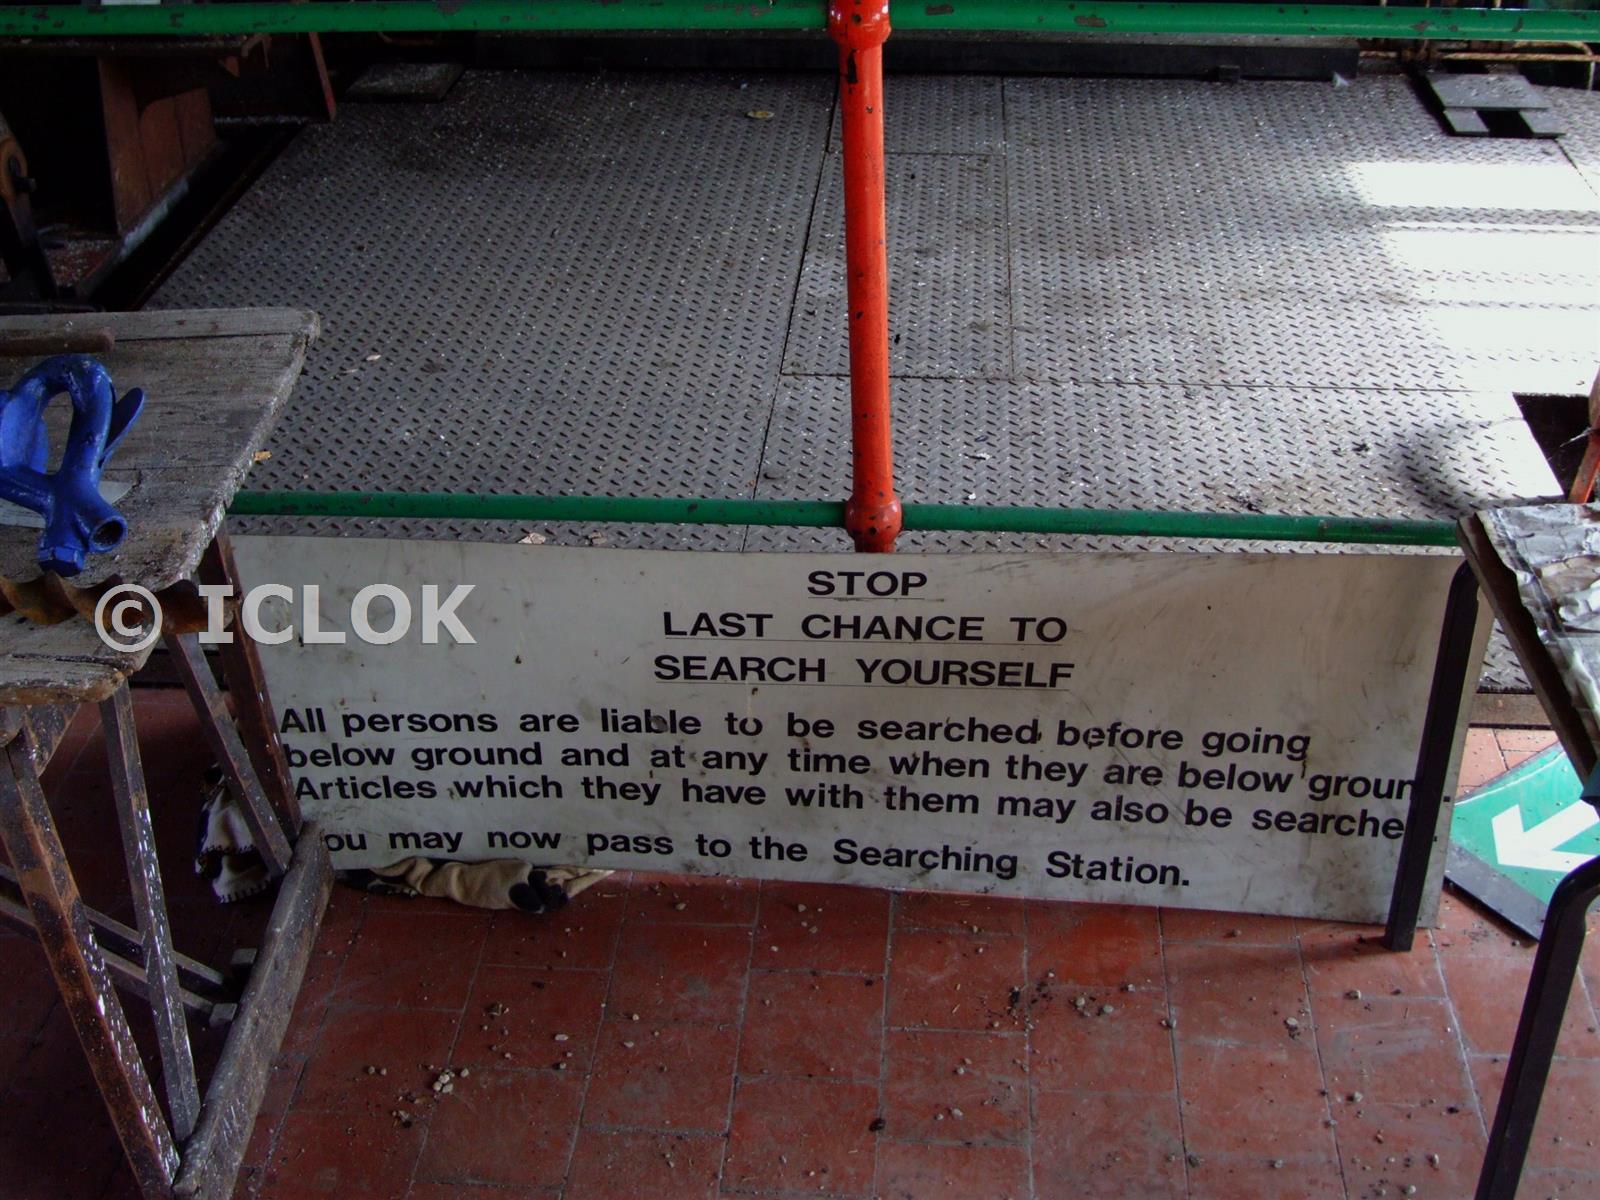 STOP
LAST CHANCE TO
SEARCH YOURSELF
All persons are liable to be searched before going
below ground and at any time when they are below groun
Articles which they have with them may also be searche
ou may now pass to the Searching Station.
© ICLOK